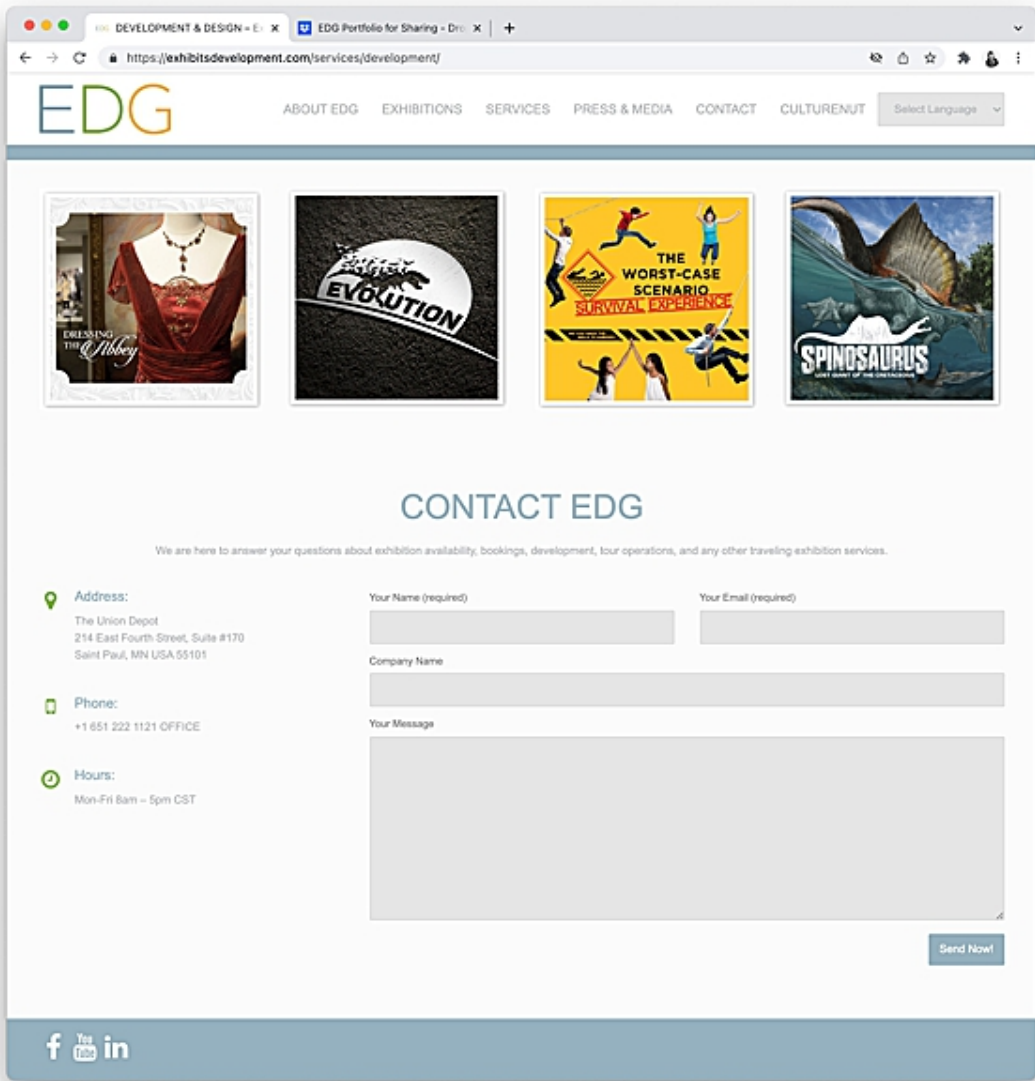 DEVELOPMENT & DESIGN – E
EDG Portfolio for Sharing - Dro
https://exhibitsdevelopment.com/services/development/
EDG
ABOUT EDG EXHIBITIONS SERVICES PRESS & MEDIA CONTACT CULTURENUT Select Language
DRESSING
THE Abbey
EVOLUTION
THE
WORST-CASE
SCENARIO
SURVIVAL EXPERIENCE
SPINOSAURUS
LOST GIANT OF THE CRETACEOUS
CONTACT EDG
We are here to answer your questions about exhibition availability, bookings, development, tour operations, and any other traveling exhibition services.
Address:
The Union Depot
214 East Fourth Street, Suite #170
Saint Paul, MN USA 55101
Phone:
+1 651 222 1121 OFFICE
Hours:
Mon-Fri 8am – 5pm CST
Your Name (required)
Your Email (required)
Company Name
Your Message
Send Now!
f You Tube in